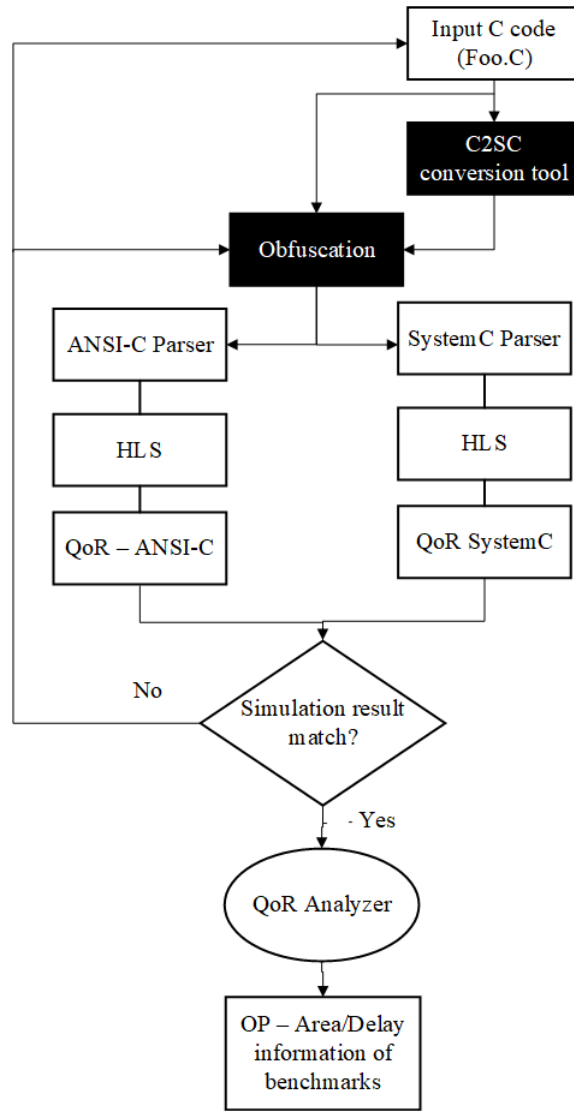 Input C code
(Foo.C)
C2SC
conversion tool
Obfuscation
ANSI-C Parser
SystemC Parser
HLS
HLS
QoR – ANSI-C
QoR SystemC
No
Simulation result
match?
Yes
QoR Analyzer
OP – Area/Delay
information of
benchmarks